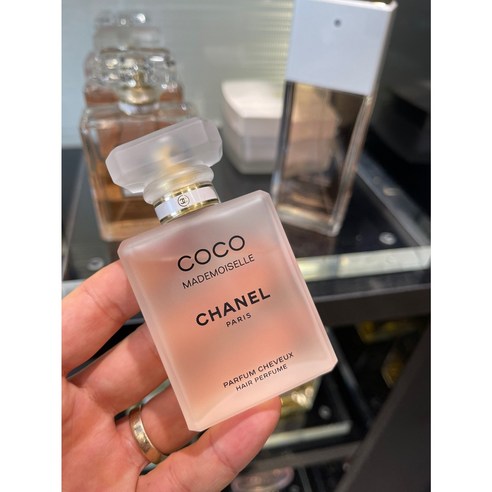 COCO
MADEMOISELLE
CHANEL
PARIS
PARFUM CHEVEUX
HAIR PERFUME